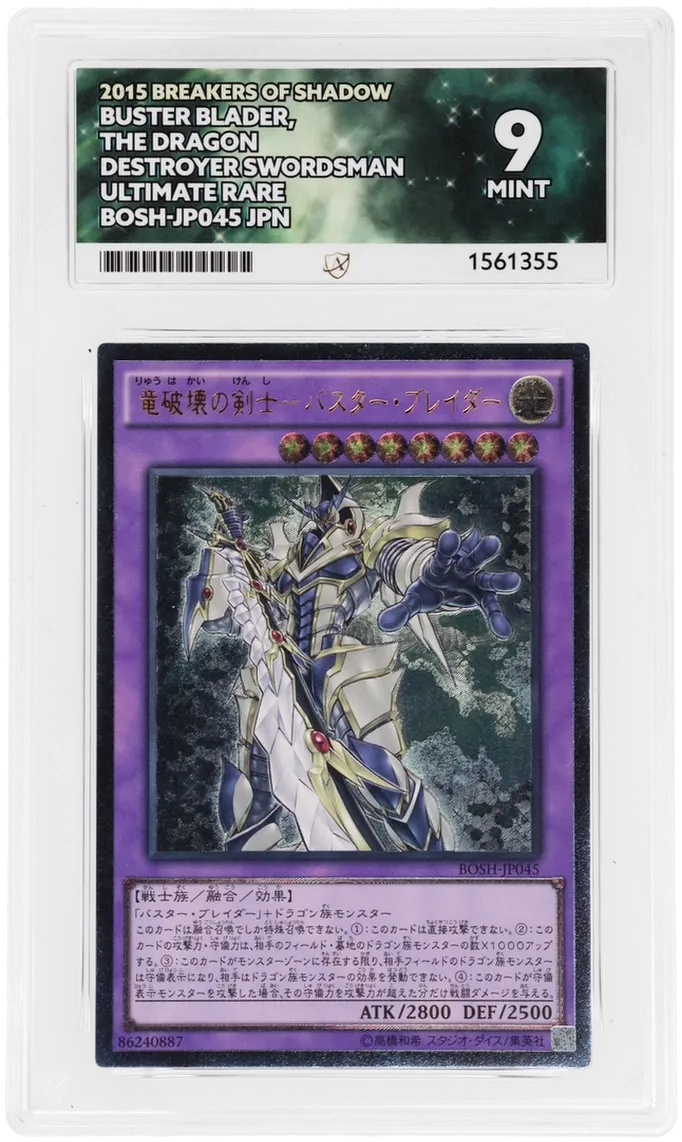 2015 BREAKERS OF SHADOW
BUSTER BLADER,
THE DRAGON
DESTROYER SWORDSMAN
ULTIMATE RARE
BOSH-JP045 JPN
9
MINT
1561355
りゅう は かい けん し
竜破壊の剣士-バスター・ブレイダー
光
BOSH-JP045
【戦士族/融合/効果】
「バスター・ブレイダー」+ドラゴン族モンスター
このカードは融合召喚でしか特殊召喚できない。①:このカードは直接攻撃できない。②:この
カードの攻撃力・守備力は、相手のフィールド・墓地のドラゴン族モンスターの数×1000アップ
する。③:このカードがモンスターゾーンに存在する限り、相手フィールドのドラゴン族モンスター
は守備表示になり、相手はドラゴン族モンスターの効果を発動できない。④:このカードが守備
表示モンスターを攻撃した場合、その守備力を攻撃力が超えた分だけ戦闘ダメージを与える。
ATK/2800 DEF/2500
86240887
©高橋和希 スタジオ・ダイス/集英社